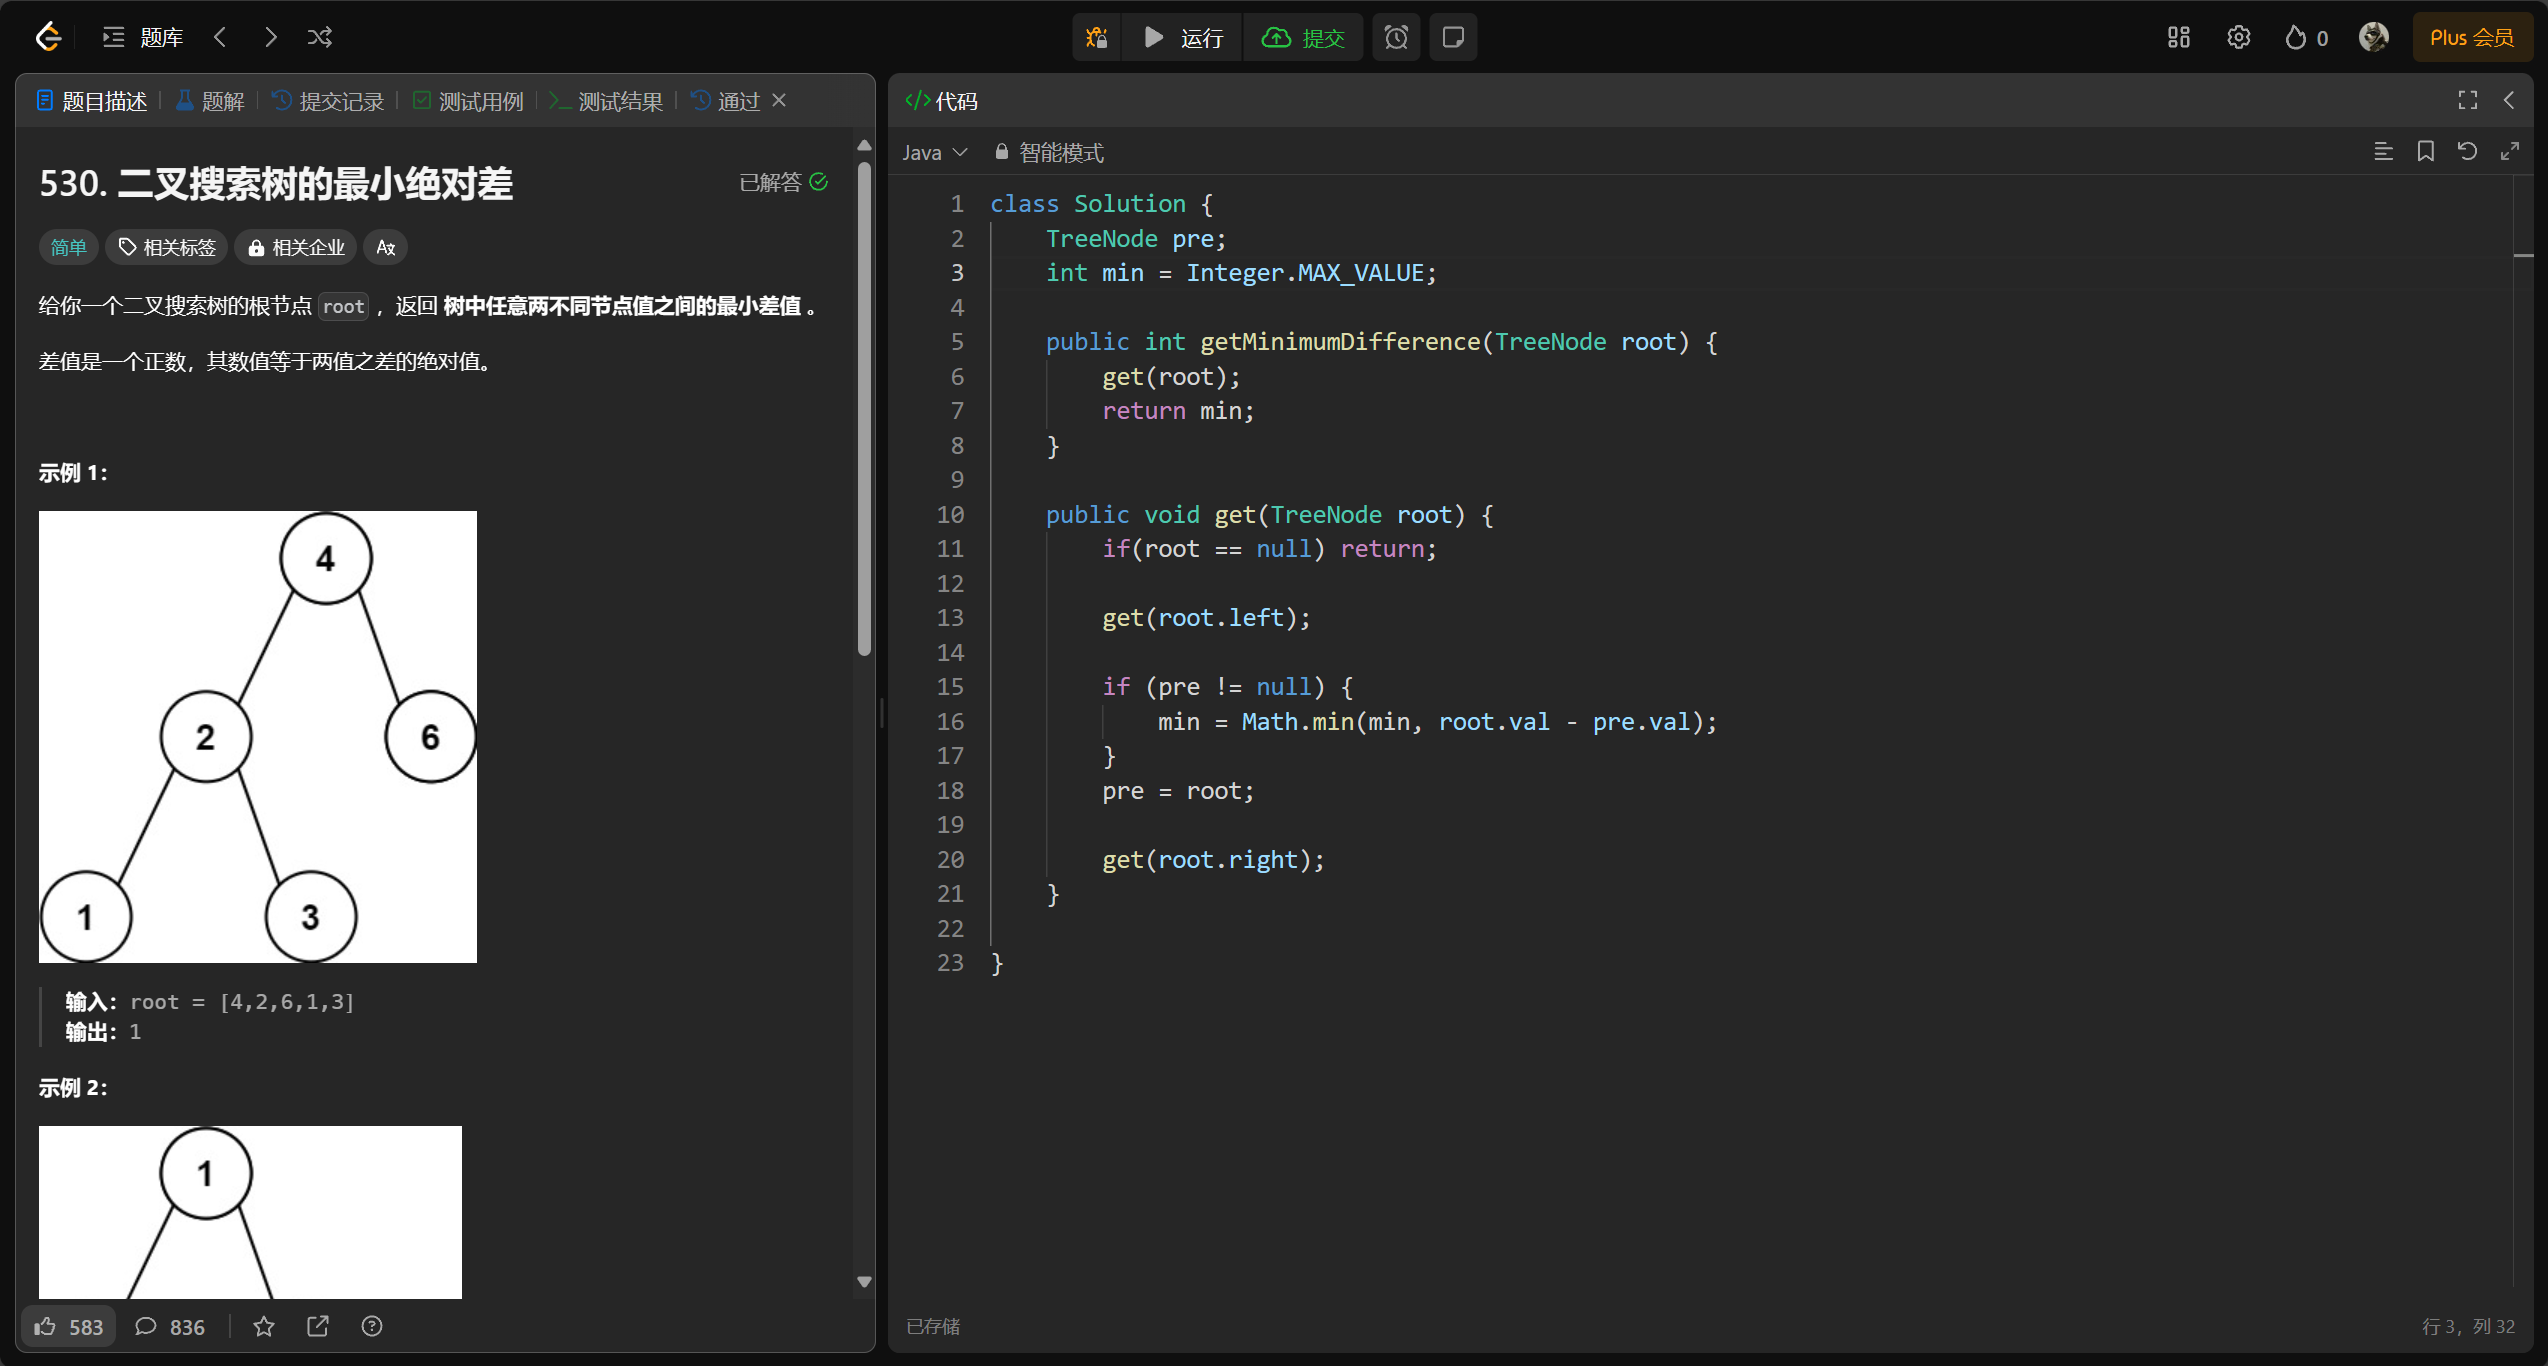 题库
运行
提交
0
Plus 会员
题目描述
题解
提交记录
测试用例
测试结果
通过
530. 二叉搜索树的最小绝对差
已解答
简单
相关标签
相关企业
给你一个二叉搜索树的根节点 root ，返回 树中任意两不同节点值之间的最小差值 。
差值是一个正数，其数值等于两值之差的绝对值。
示例 1：
4
2
6
1
3
输入：root = [4,2,6,1,3]
输出：1
示例 2：
1
583
836
代码
Java
智能模式
1 class Solution {
2     TreeNode pre;
3     int min = Integer.MAX_VALUE;
4
5     public int getMinimumDifference(TreeNode root) {
6         get(root);
7         return min;
8     }
9
10     public void get(TreeNode root) {
11         if(root == null) return;
12
13         get(root.left);
14
15         if (pre != null) {
16             min = Math.min(min, root.val - pre.val);
17         }
18         pre = root;
19
20         get(root.right);
21     }
22
23 }
已存储
行 3，列 32